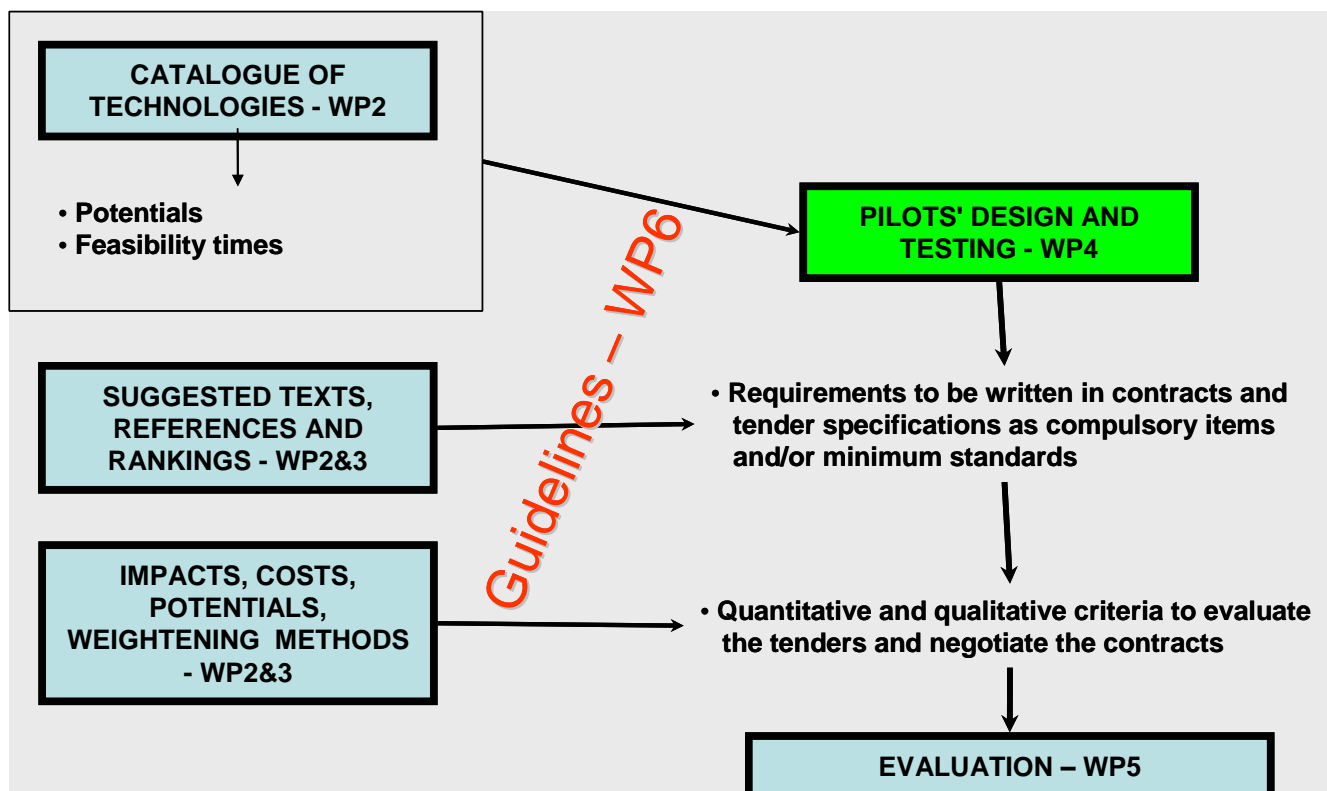 CATALOGUE OF
TECHNOLOGIES - WP2
• Potentials
• Feasibility times
PILOTS' DESIGN AND
TESTING - WP4
Guidelines – WP6
SUGGESTED TEXTS,
REFERENCES AND
RANKINGS - WP2&3
• Requirements to be written in contracts and
tender specifications as compulsory items
and/or minimum standards
IMPACTS, COSTS,
POTENTIALS,
WEIGHTENING METHODS
- WP2&3
• Quantitative and qualitative criteria to evaluate
the tenders and negotiate the contracts
EVALUATION – WP5